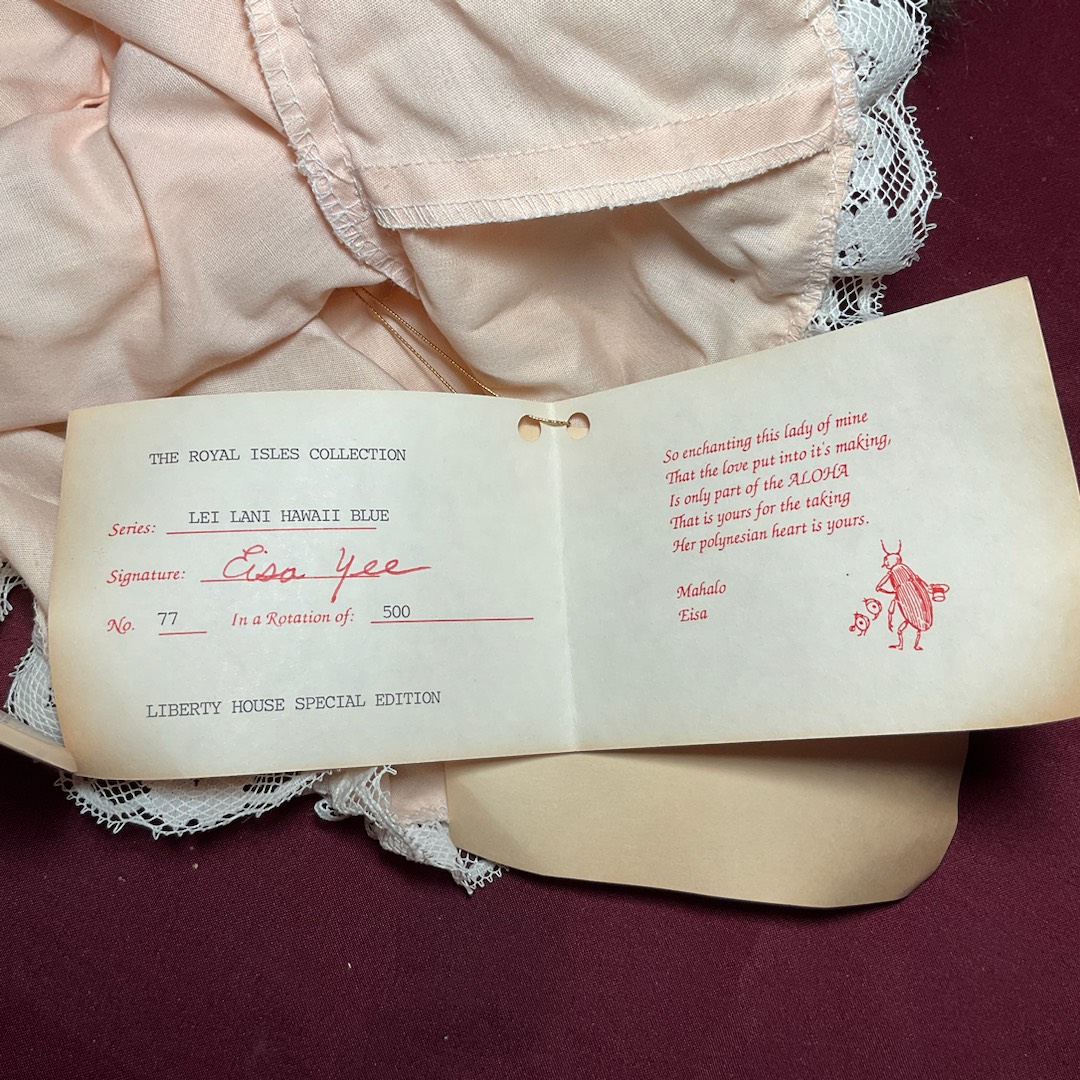 THE ROYAL ISLES COLLECTION
Series: LEI LANI HAWAII BLUE
Signature: Eisa Yee
No. 77 In a Rotation of: 500
LIBERTY HOUSE SPECIAL EDITION
So enchanting this lady of mine
That the love put into it's making,
Is only part of the ALOHA
That is yours for the taking
Her polynesian heart is yours.
Mahalo
Eisa